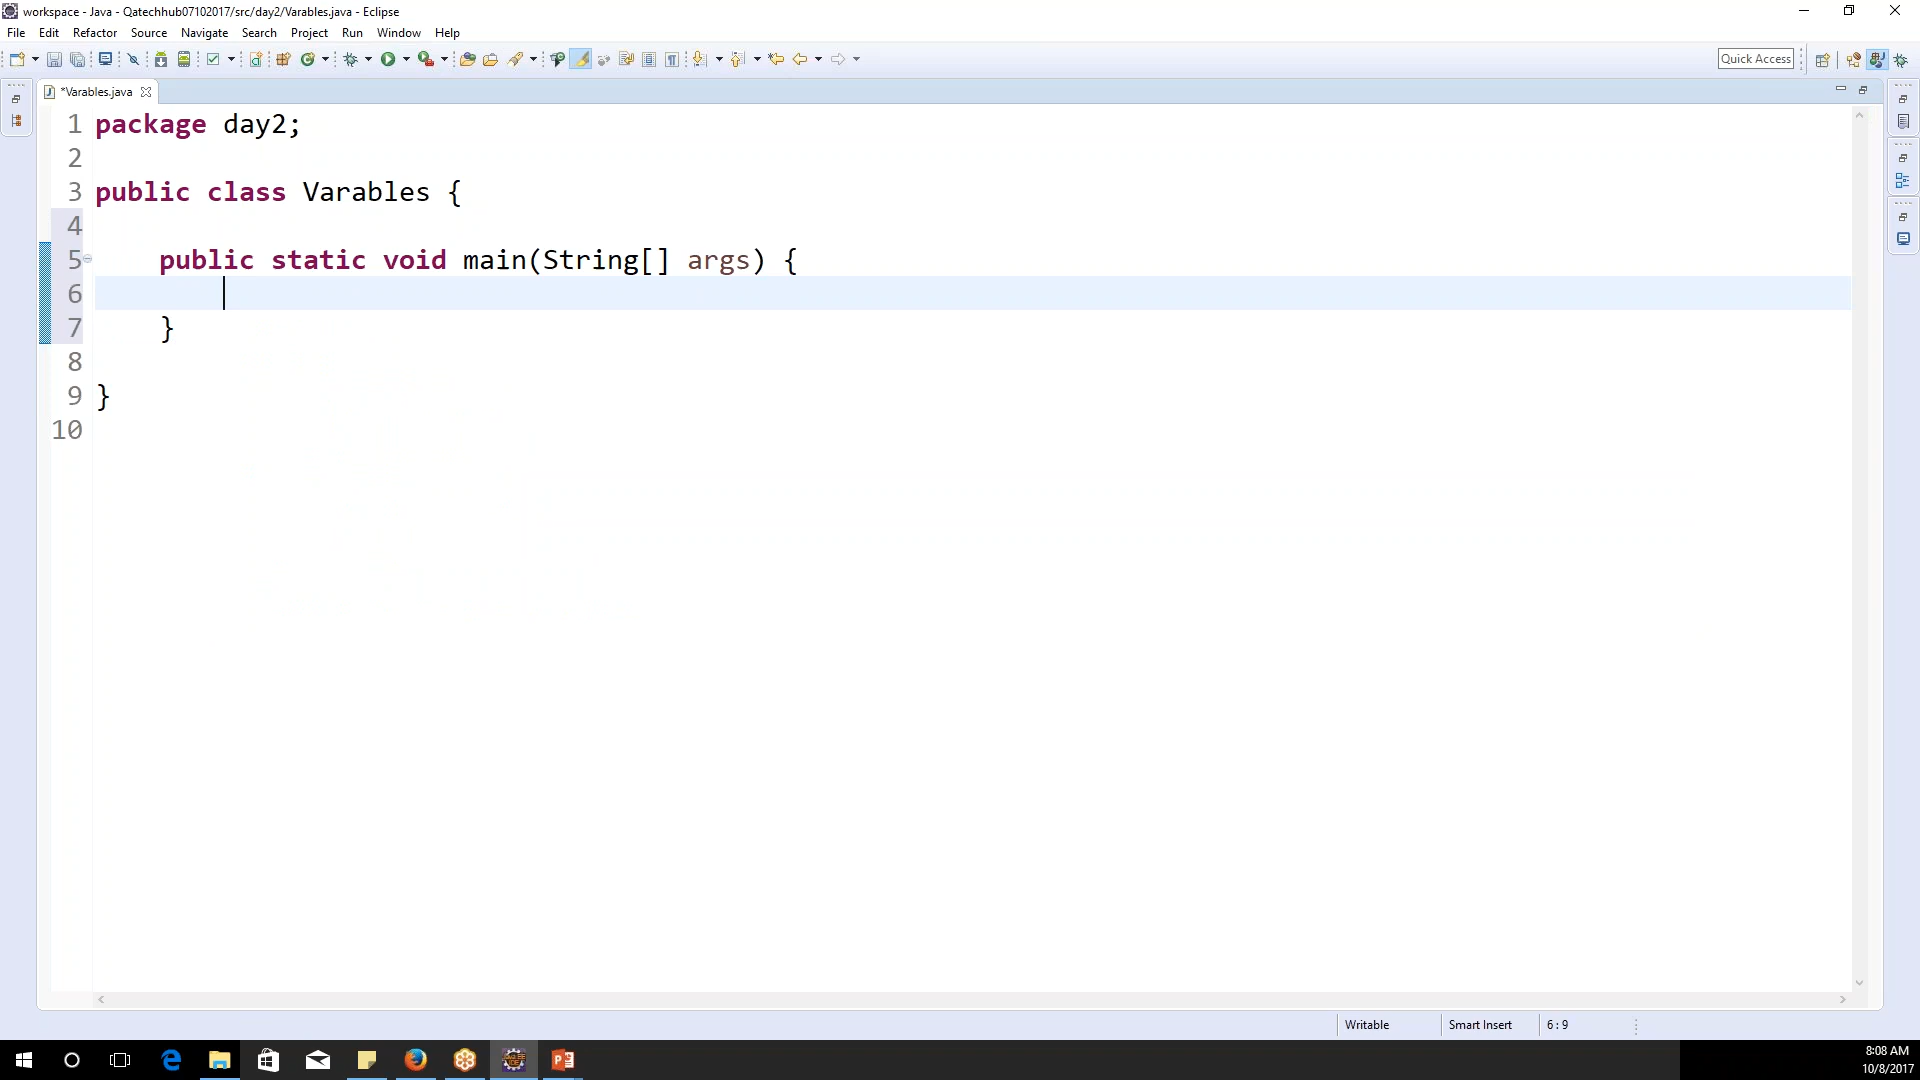 workspace - Java - Qatechhub07102017/src/day2/Varables.java - Eclipse
File Edit Refactor Source Navigate Search Project Run Window Help
Quick Access
*Varables.java
1 package day2;
2
3 public class Varables {
4
5 public static void main(String[] args) {
6
7 }
8
9 }
10
Writable Smart Insert 6 : 9
8:08 AM
10/8/2017